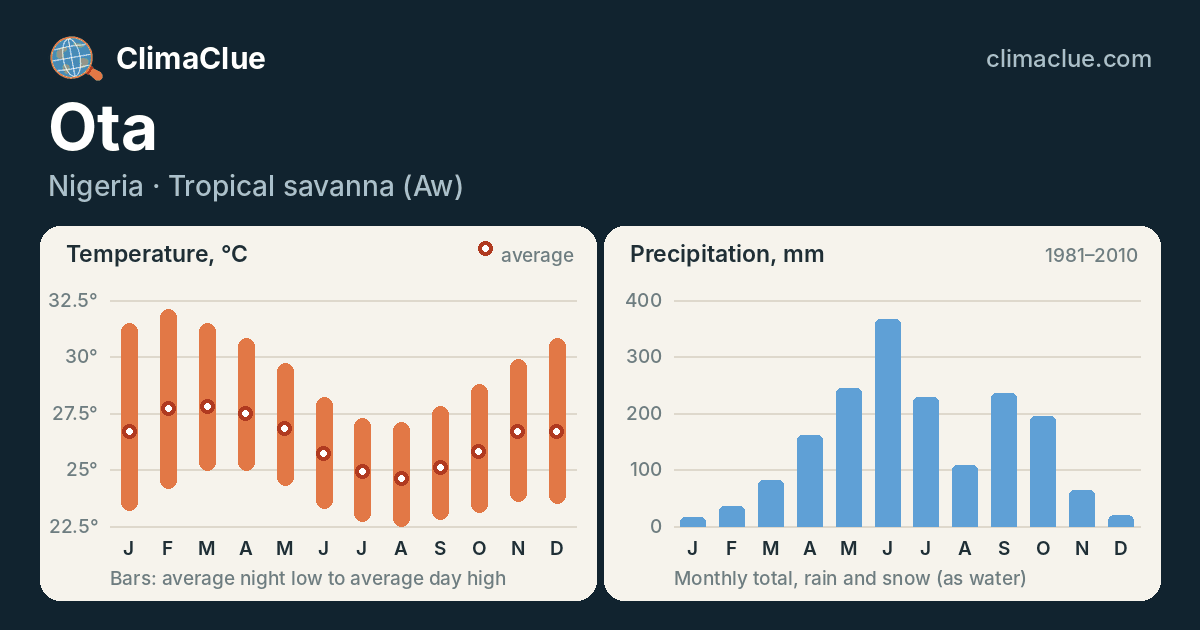 ClimaClue
climaclue.com
Ota
Nigeria · Tropical savanna (Aw)
Temperature, °C
average
32.5°
30°
27.5°
25°
22.5°
J F M A M J J A S O N D
Bars: average night low to average day high
Precipitation, mm
1981–2010
400
300
200
100
0
J F M A M J J A S O N D
Monthly total, rain and snow (as water)